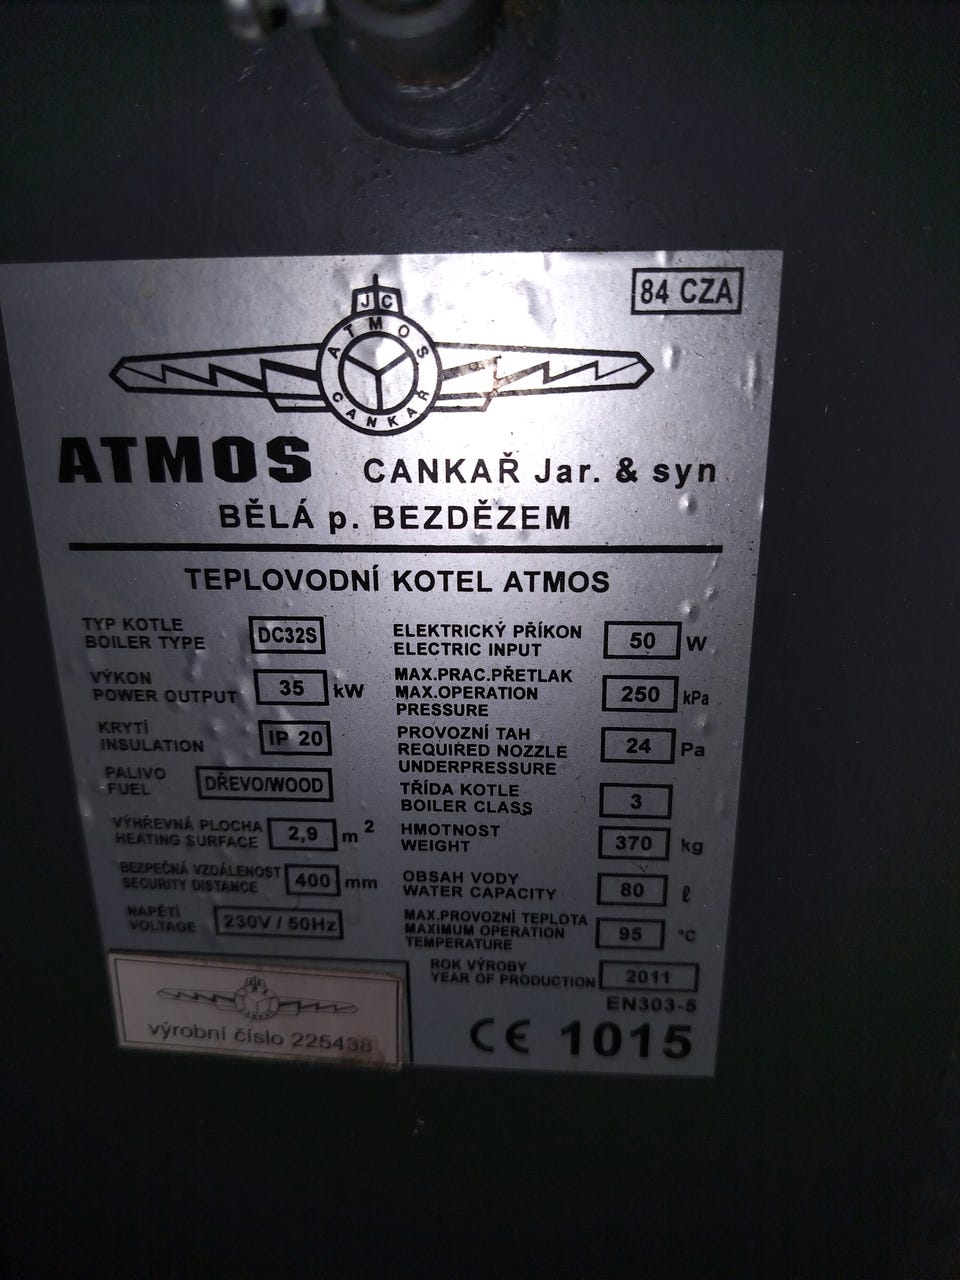 84 CZA
JC
ATMOS
CANKAŘ
ATMOS CANKAŘ Jar. & syn
BĚLÁ p. BEZDĚZEM
TEPLOVODNÍ KOTEL ATMOS
TYP KOTLE
BOILER TYPE
DC32S
VÝKON
POWER OUTPUT
35 kW
KRYTÍ
INSULATION
IP 20
PALIVO
FUEL
DŘEVO/WOOD
VÝHŘEVNÁ PLOCHA
HEATING SURFACE
2,9 m²
BEZPEČNÁ VZDÁLENOST
SECURITY DISTANCE
400 mm
NAPĚTÍ
VOLTAGE
230V / 50Hz
ELEKTRICKÝ PŘÍKON
ELECTRIC INPUT
50 W
MAX.PRAC.PŘETLAK
MAX.OPERATION
PRESSURE
250 kPa
PROVOZNÍ TAH
REQUIRED NOZZLE
UNDERPRESSURE
24 Pa
TŘÍDA KOTLE
BOILER CLASS
3
HMOTNOST
WEIGHT
370 kg
OBSAH VODY
WATER CAPACITY
80 ℓ
MAX.PROVOZNÍ TEPLOTA
MAXIMUM OPERATION
TEMPERATURE
95 °C
ROK VÝROBY
YEAR OF PRODUCTION
2011
EN303-5
CE 1015
CANKAŘ
výrobní číslo 225438